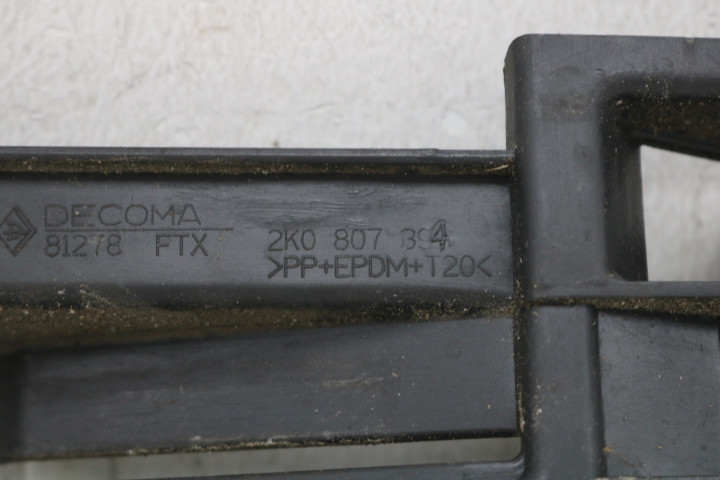 DECOMA
81278 FTX
2K0 807 394
>PP+EPDM+T20<